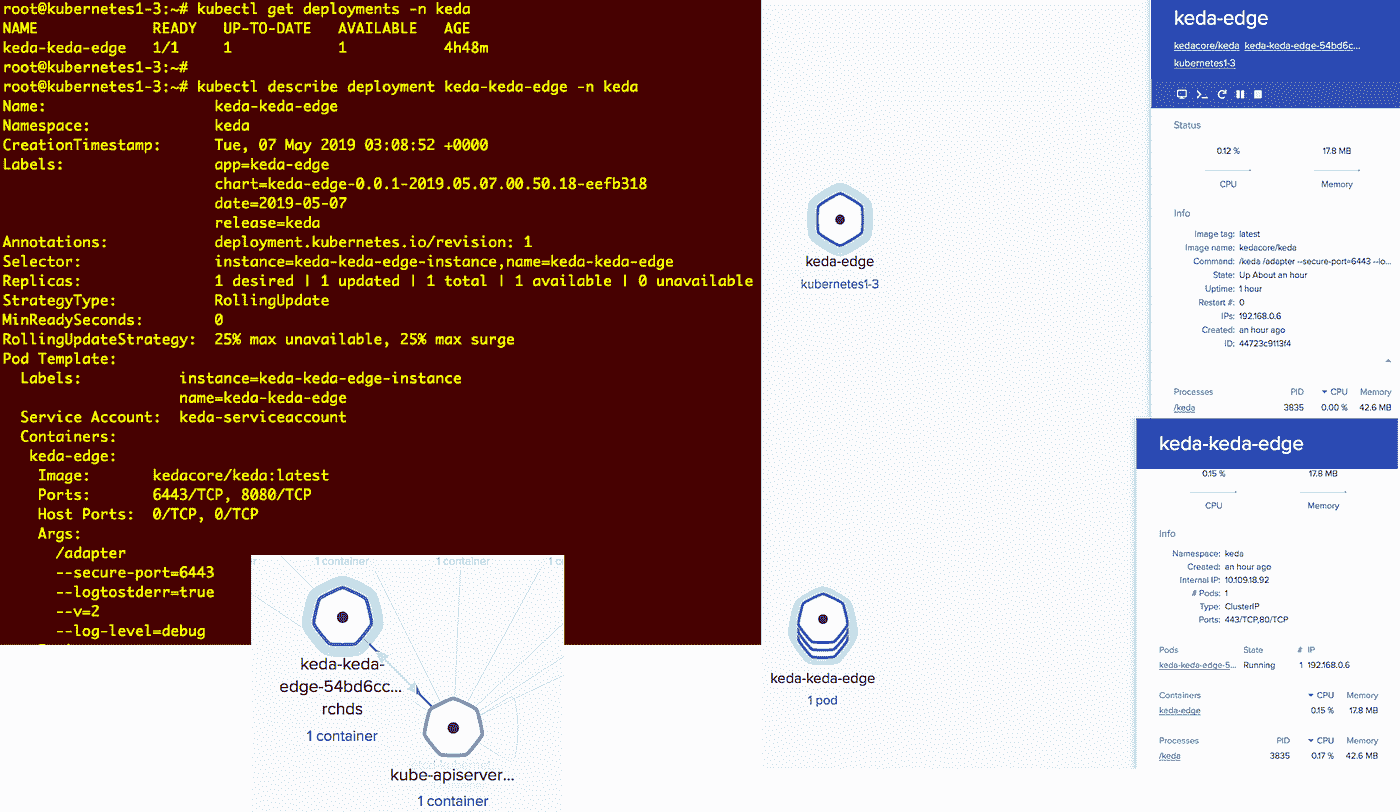 root@kubernetes1-3:~# kubectl get deployments -n keda
NAME READY UP-TO-DATE AVAILABLE AGE
keda-keda-edge 1/1 1 1 4h48m
root@kubernetes1-3:~#
root@kubernetes1-3:~# kubectl describe deployment keda-keda-edge -n keda
Name: keda-keda-edge
Namespace: keda
CreationTimestamp: Tue, 07 May 2019 03:08:52 +0000
Labels: app=keda-edge
chart=keda-edge-0.0.1-2019.05.07.00.50.18-eefb318
date=2019-05-07
release=keda
Annotations: deployment.kubernetes.io/revision: 1
Selector: instance=keda-keda-edge-instance,name=keda-keda-edge
Replicas: 1 desired | 1 updated | 1 total | 1 available | 0 unavailable
StrategyType: RollingUpdate
MinReadySeconds: 0
RollingUpdateStrategy: 25% max unavailable, 25% max surge
Pod Template:
Labels: instance=keda-keda-edge-instance
name=keda-keda-edge
Service Account: keda-serviceaccount
Containers:
keda-edge:
Image: kedacore/keda:latest
Ports: 6443/TCP, 8080/TCP
Host Ports: 0/TCP, 0/TCP
Args:
/adapter
--secure-port=6443
--logtostderr=true
--v=2
--log-level=debug
1 container 1 container
keda-keda-
edge-54bd6cc...
rchds
1 container
kube-apiserver...
1 container
keda-edge
kubernetes1-3
keda-keda-edge
1 pod
keda-edge
kedacore/keda keda-keda-edge-54bd6c...
kubernetes1-3
Status
0.12 % 17.8 MB
CPU Memory
Info
Image tag: latest
Image name: kedacore/keda
Command: /keda /adapter --secure-port=6443 --lo...
State: Up About an hour
Uptime: 1 hour
Restart #: 0
IPs: 192.168.0.6
Created: an hour ago
ID: 44723c9113f4
Processes PID CPU Memory
/keda 3835 0.00 % 42.6 MB
keda-keda-edge
0.15 % 17.8 MB
CPU Memory
Info
Namespace: keda
Created: an hour ago
Internal IP: 10.109.18.92
# Pods: 1
Type: ClusterIP
Ports: 443/TCP,80/TCP
Pods State # IP
keda-keda-edge-5... Running 1 192.168.0.6
Containers CPU Memory
keda-edge 0.15 % 17.8 MB
Processes PID CPU Memory
/keda 3835 0.17 % 42.6 MB